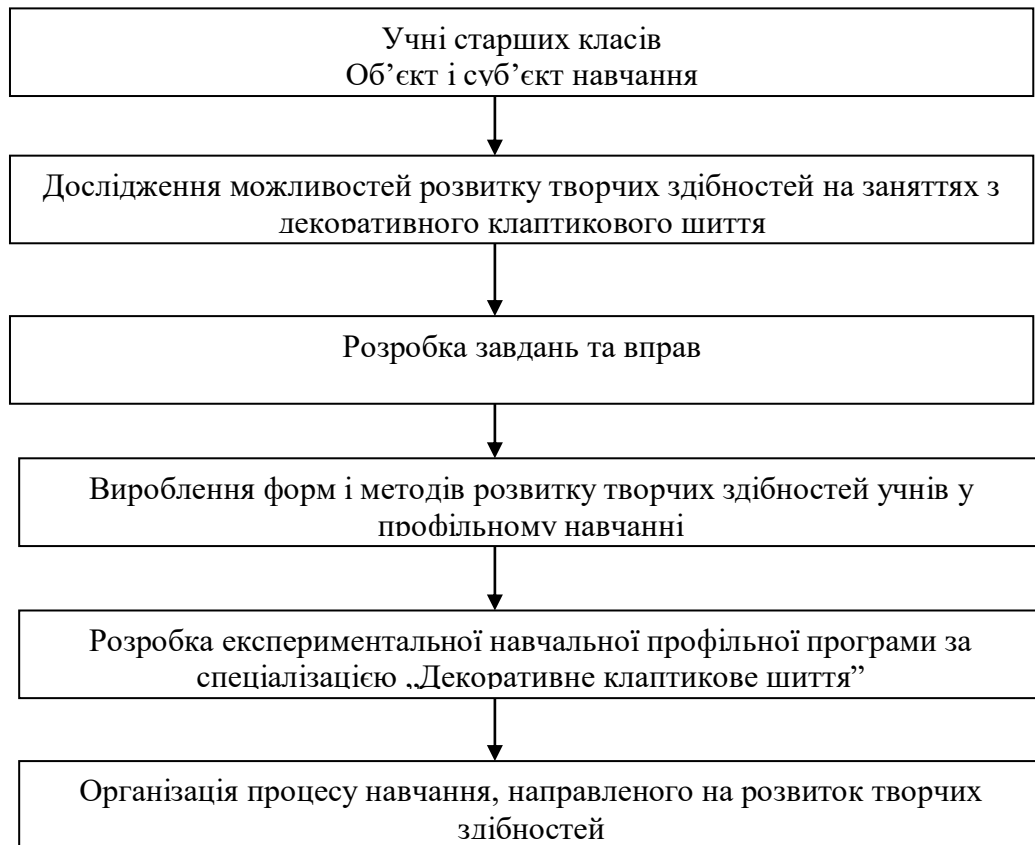 Учні старших класів
Об’єкт і суб’єкт навчання
Дослідження можливостей розвитку творчих здібностей на заняттях з
декоративного клаптикового шиття
Розробка завдань та вправ
Вироблення форм і методів розвитку творчих здібностей учнів у
профільному навчанні
Розробка експериментальної навчальної профільної програми за
спеціалізацією „Декоративне клаптикове шиття”
Організація процесу навчання, направленого на розвиток творчих
здібностей